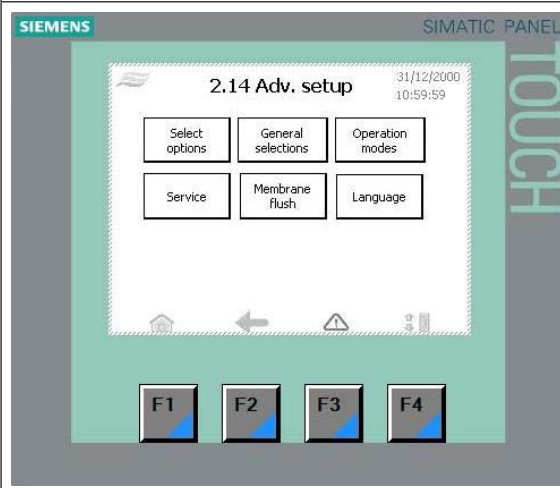 SIEMENS
SIMATIC PANEL
TOUCH
2.14 Adv. setup
31/12/2000
10:59:59
Select
options
General
selections
Operation
modes
Service
Membrane
flush
Language
F1
F2
F3
F4